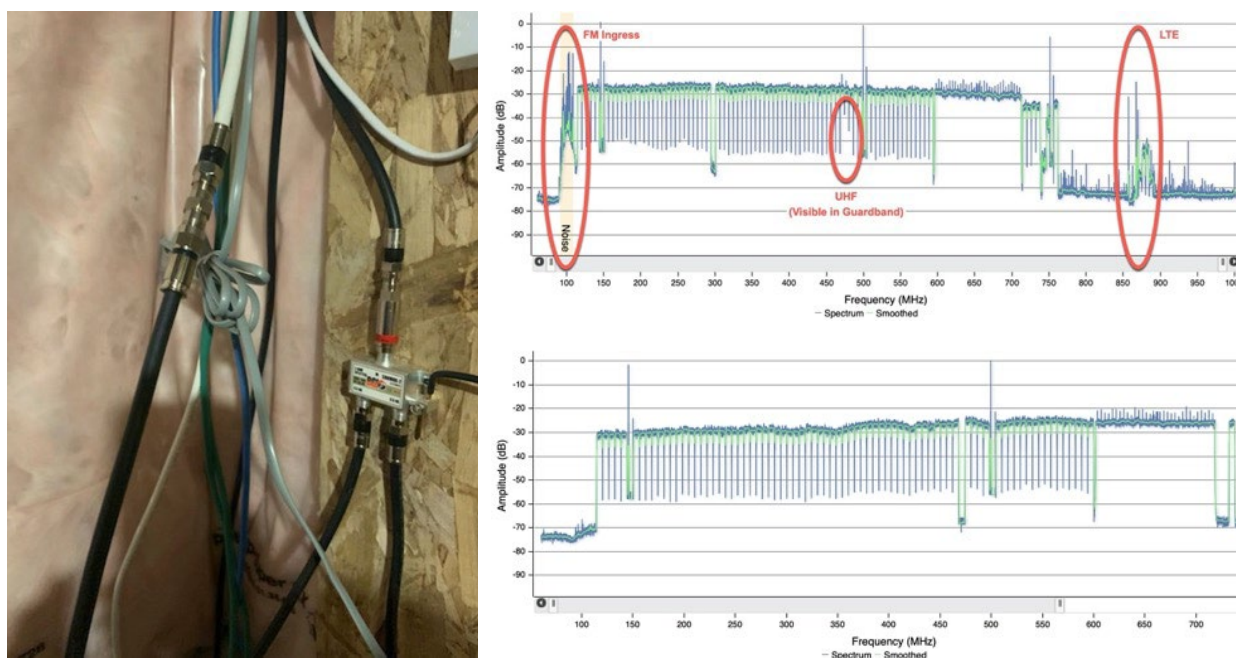 FM Ingress
LTE
0
-10
-20
-30
-40
-50
-60
-70
-80
-90
Amplitude (dB)
Noise
UHF
(Visible in Guardband)
100 150 200 250 300 350 400 450 500 550 600 650 700 750 800 850 900 950
Frequency (MHz)
Spectrum Smoothed
0
-10
-20
-30
-40
-50
-60
-70
-80
-90
Amplitude (dB)
100 150 200 250 300 350 400 450 500 550 600 650 700
Frequency (MHz)
Spectrum Smoothed